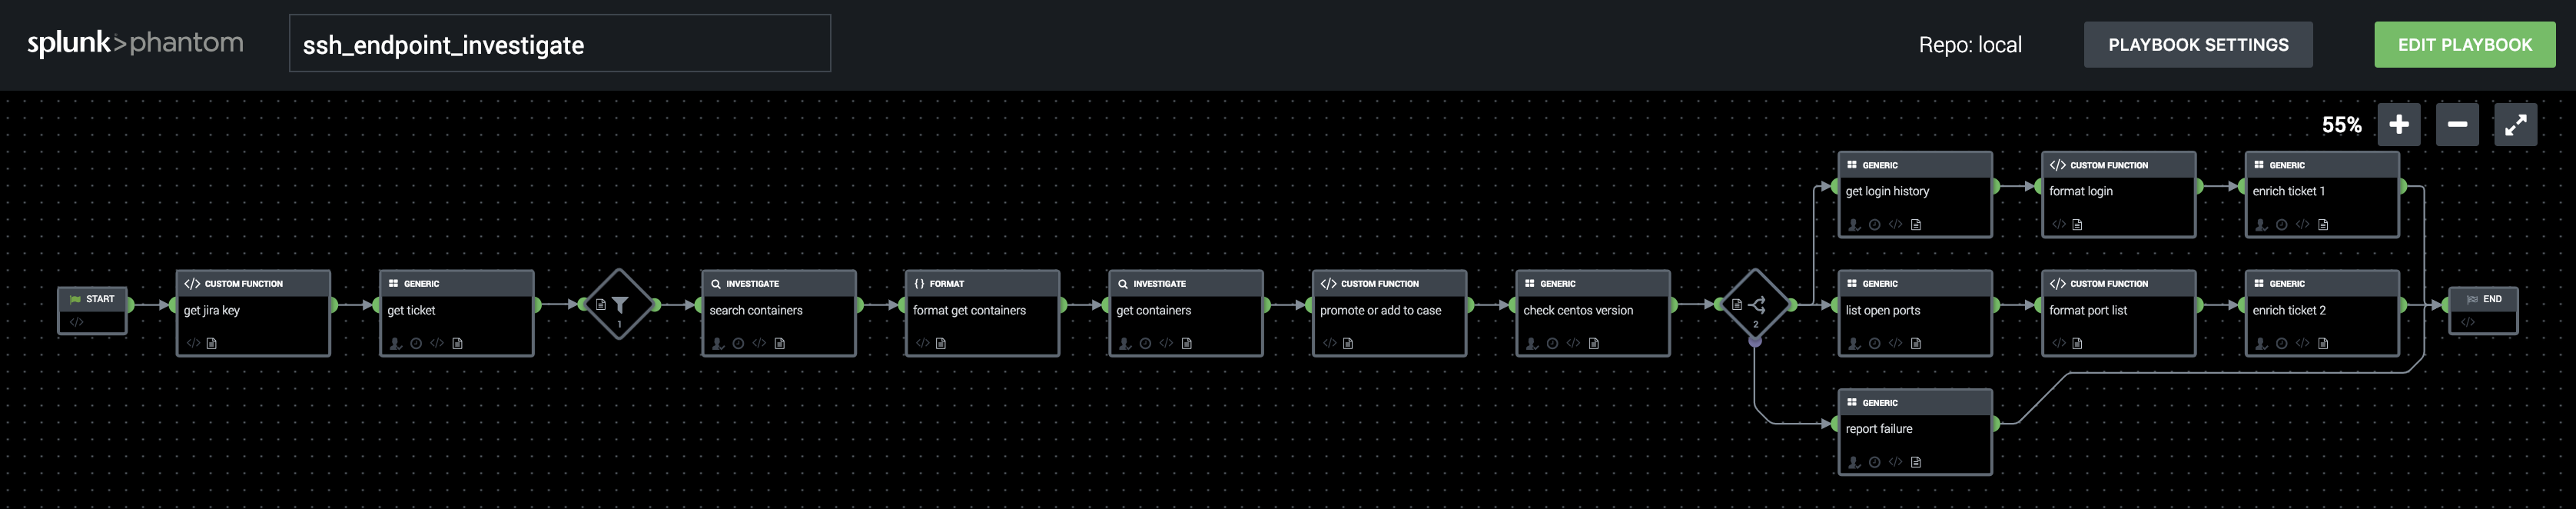 splunk>phantom
ssh_endpoint_investigate
Repo: local
PLAYBOOK SETTINGS
EDIT PLAYBOOK
55%
START
</> CUSTOM FUNCTION
get jira key
GENERIC
get ticket
1
INVESTIGATE
search containers
{} FORMAT
format get containers
INVESTIGATE
get containers
</> CUSTOM FUNCTION
promote or add to case
GENERIC
check centos version
2
GENERIC
get login history
</> CUSTOM FUNCTION
format login
GENERIC
enrich ticket 1
GENERIC
list open ports
</> CUSTOM FUNCTION
format port list
GENERIC
enrich ticket 2
GENERIC
report failure
END